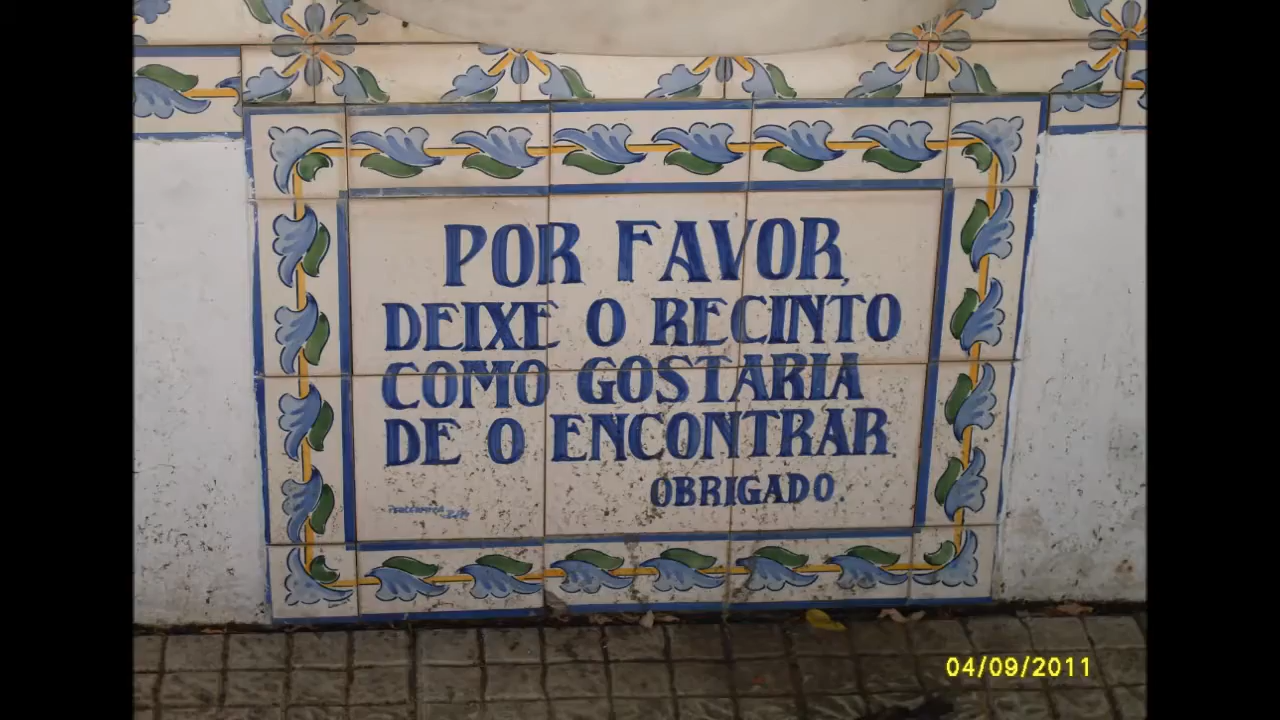 POR FAVOR,
DEIXE O RECINTO
COMO GOSTARIA
DE O ENCONTRAR
OBRIGADO.
04/09/2011